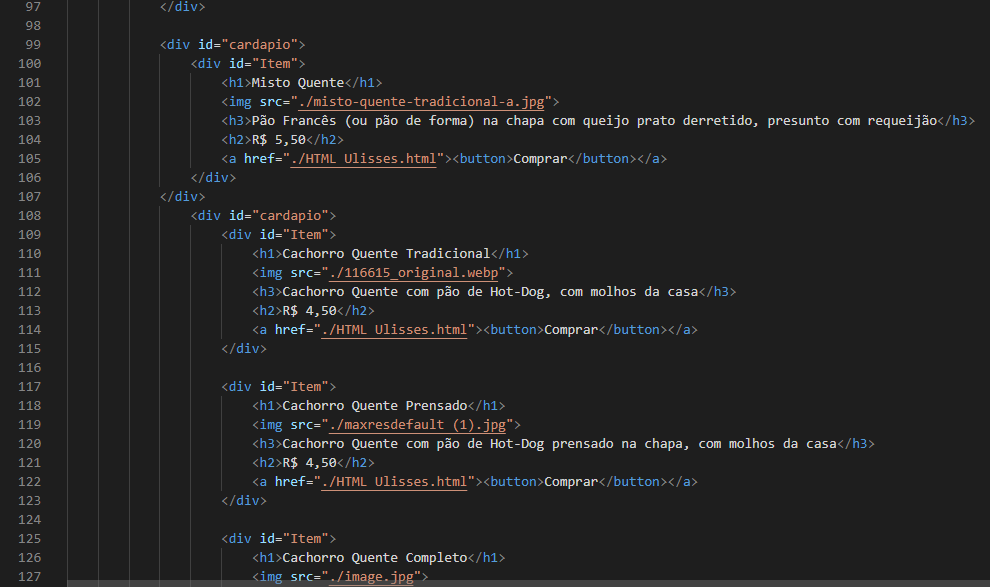 97 </div>
98
99 <div id="cardapio">
100 <div id="Item">
101 <h1>Misto Quente</h1>
102 <img src="./misto-quente-tradicional-a.jpg">
103 <h3>Pão Francês (ou pão de forma) na chapa com queijo prato derretido, presunto com requeijão</h3>
104 <h2>R$ 5,50</h2>
105 <a href="./HTML Ulisses.html"><button>Comprar</button></a>
106 </div>
107 </div>
108 <div id="cardapio">
109 <div id="Item">
110 <h1>Cachorro Quente Tradicional</h1>
111 <img src="./116615_original.webp">
112 <h3>Cachorro Quente com pão de Hot-Dog, com molhos da casa</h3>
113 <h2>R$ 4,50</h2>
114 <a href="./HTML Ulisses.html"><button>Comprar</button></a>
115 </div>
116
117 <div id="Item">
118 <h1>Cachorro Quente Prensado</h1>
119 <img src="./maxresdefault (1).jpg">
120 <h3>Cachorro Quente com pão de Hot-Dog prensado na chapa, com molhos da casa</h3>
121 <h2>R$ 4,50</h2>
122 <a href="./HTML Ulisses.html"><button>Comprar</button></a>
123 </div>
124
125 <div id="Item">
126 <h1>Cachorro Quente Completo</h1>
127 <img src="./image.jpg">